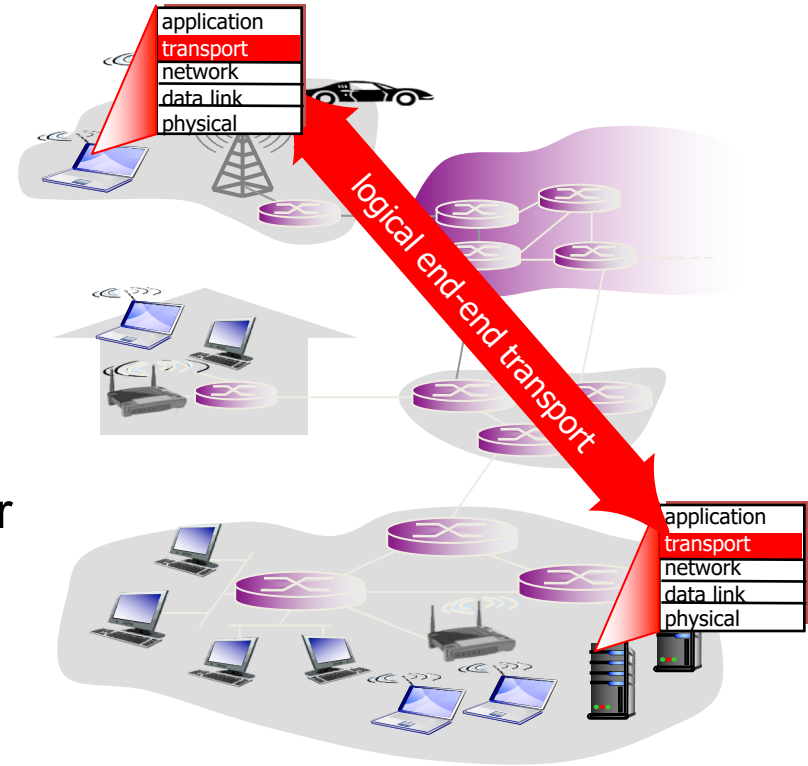 application
transport
network
data link
physical
logical end-end transport
r
application
transport
network
data link
physical